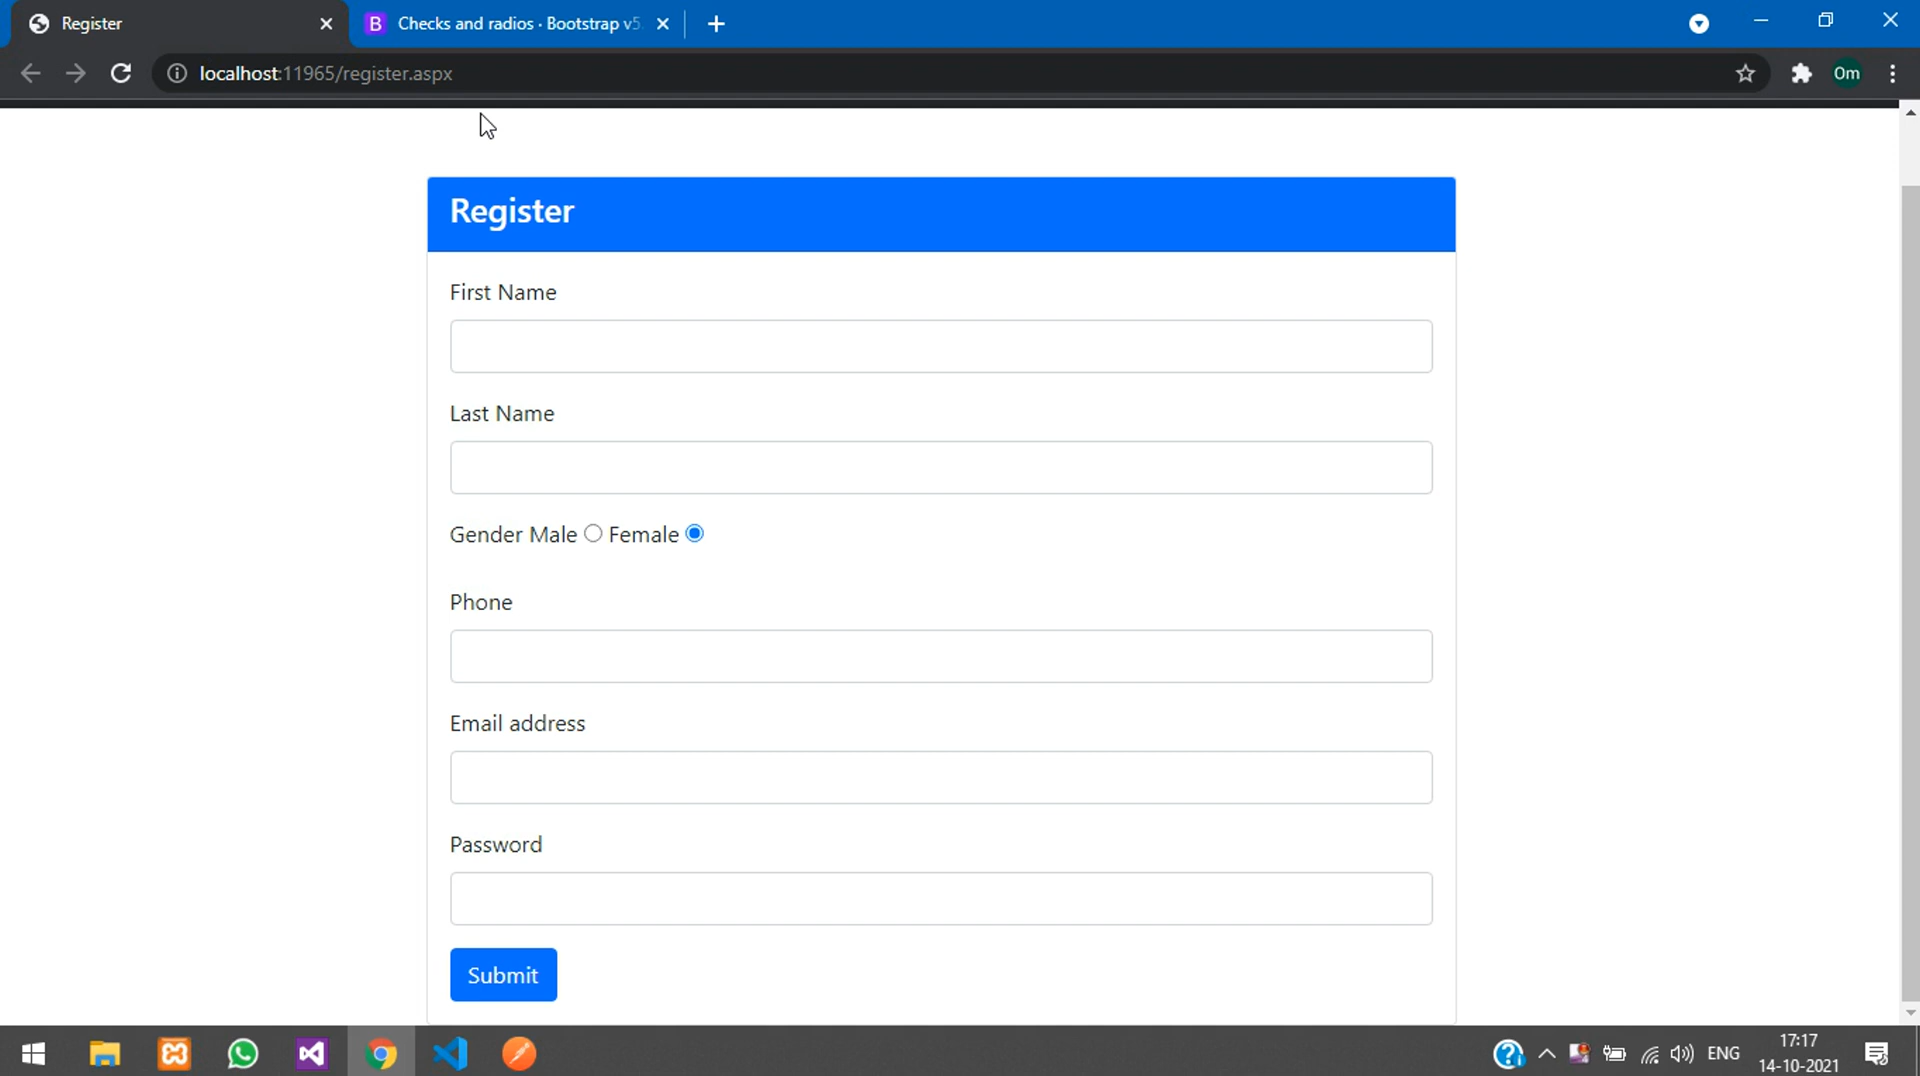 Register
B Checks and radios · Bootstrap v5.
localhost:11965/register.aspx
Om
Register
First Name
Last Name
Gender Male Female
Phone
Email address
Password
Submit
ENG
17:17
14-10-2021